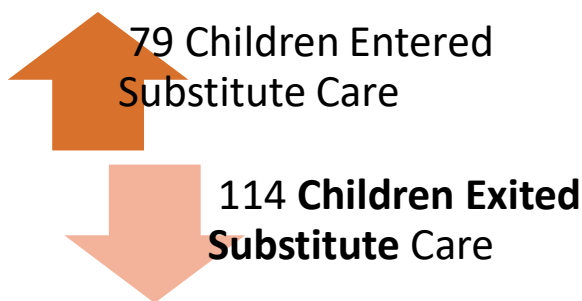 79 Children Entered
Substitute Care
114 Children Exited
Substitute Care